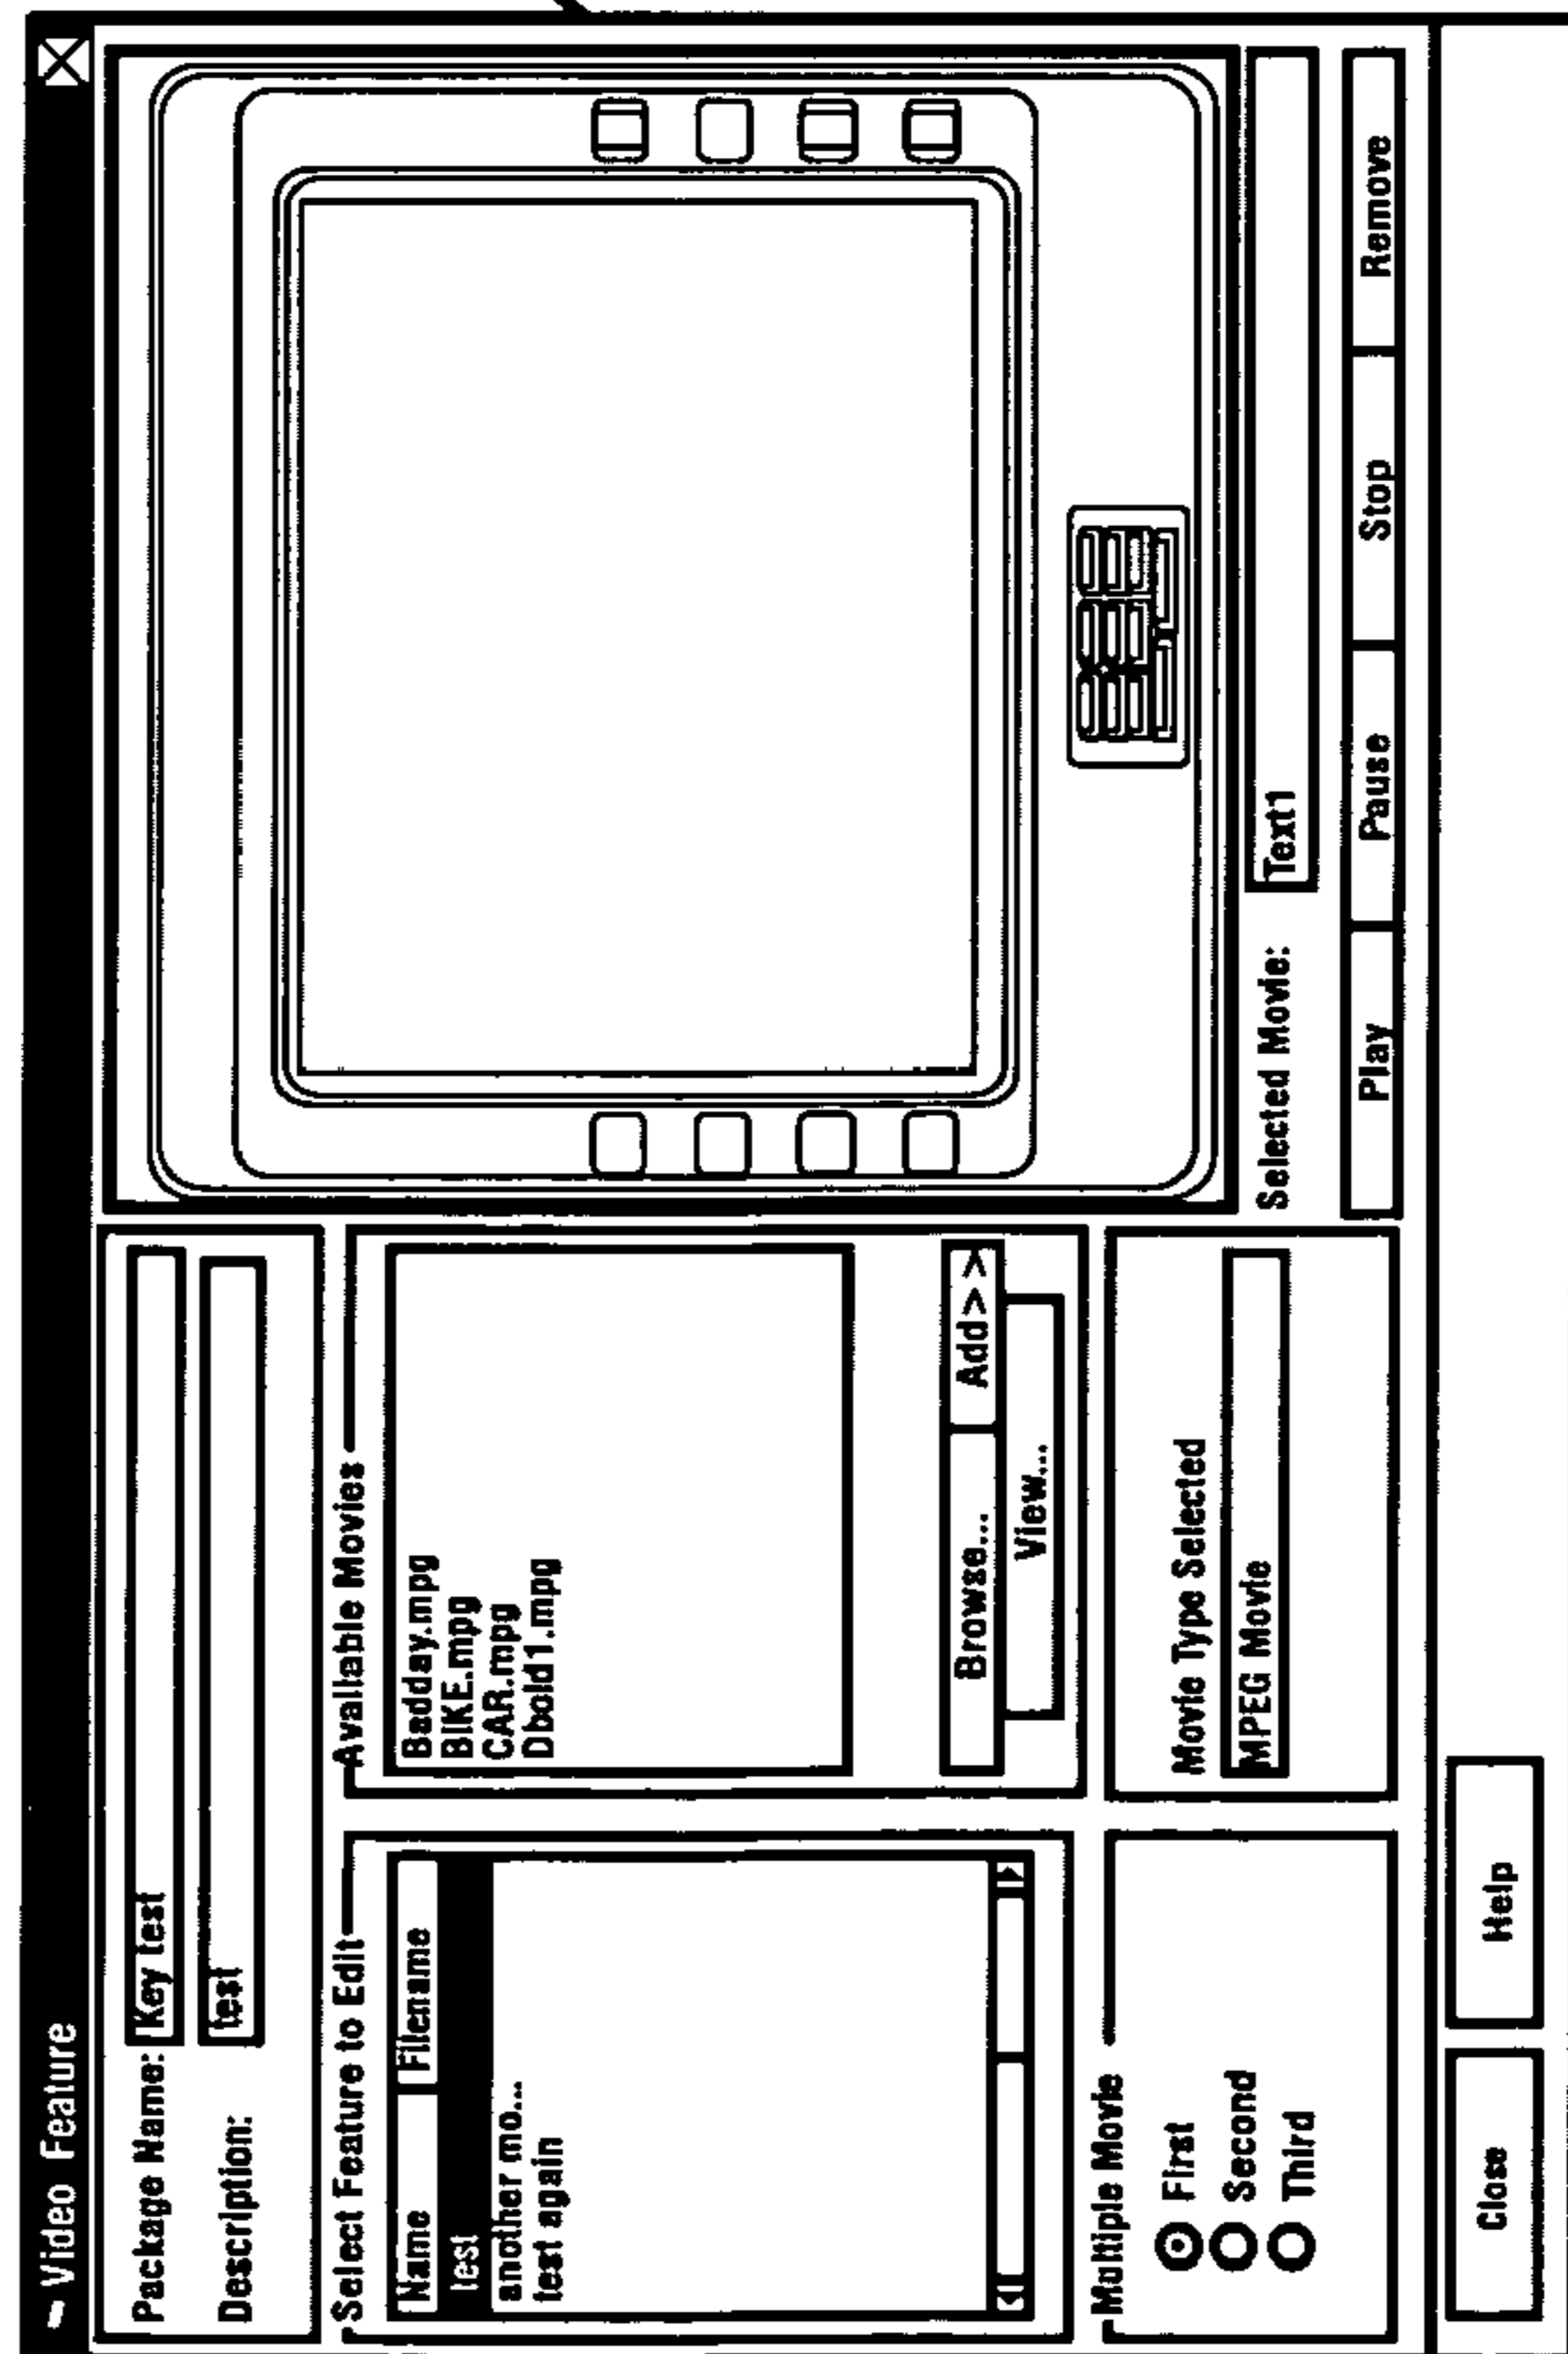 Video Feature
Package Name: Key test
Description: test
Select Feature to Edit
Name Filename
test
another mo...
test again
Available Movies
Badday.mpg
BIKE.mpg
CAR.mpg
Dbold1.mpg
Browse... Add>>
View...
Multiple Movie
First
Second
Third
Movie Type Selected
MPEG Movie
Selected Movie: Text1
Play Pause Stop Remove
Close Help